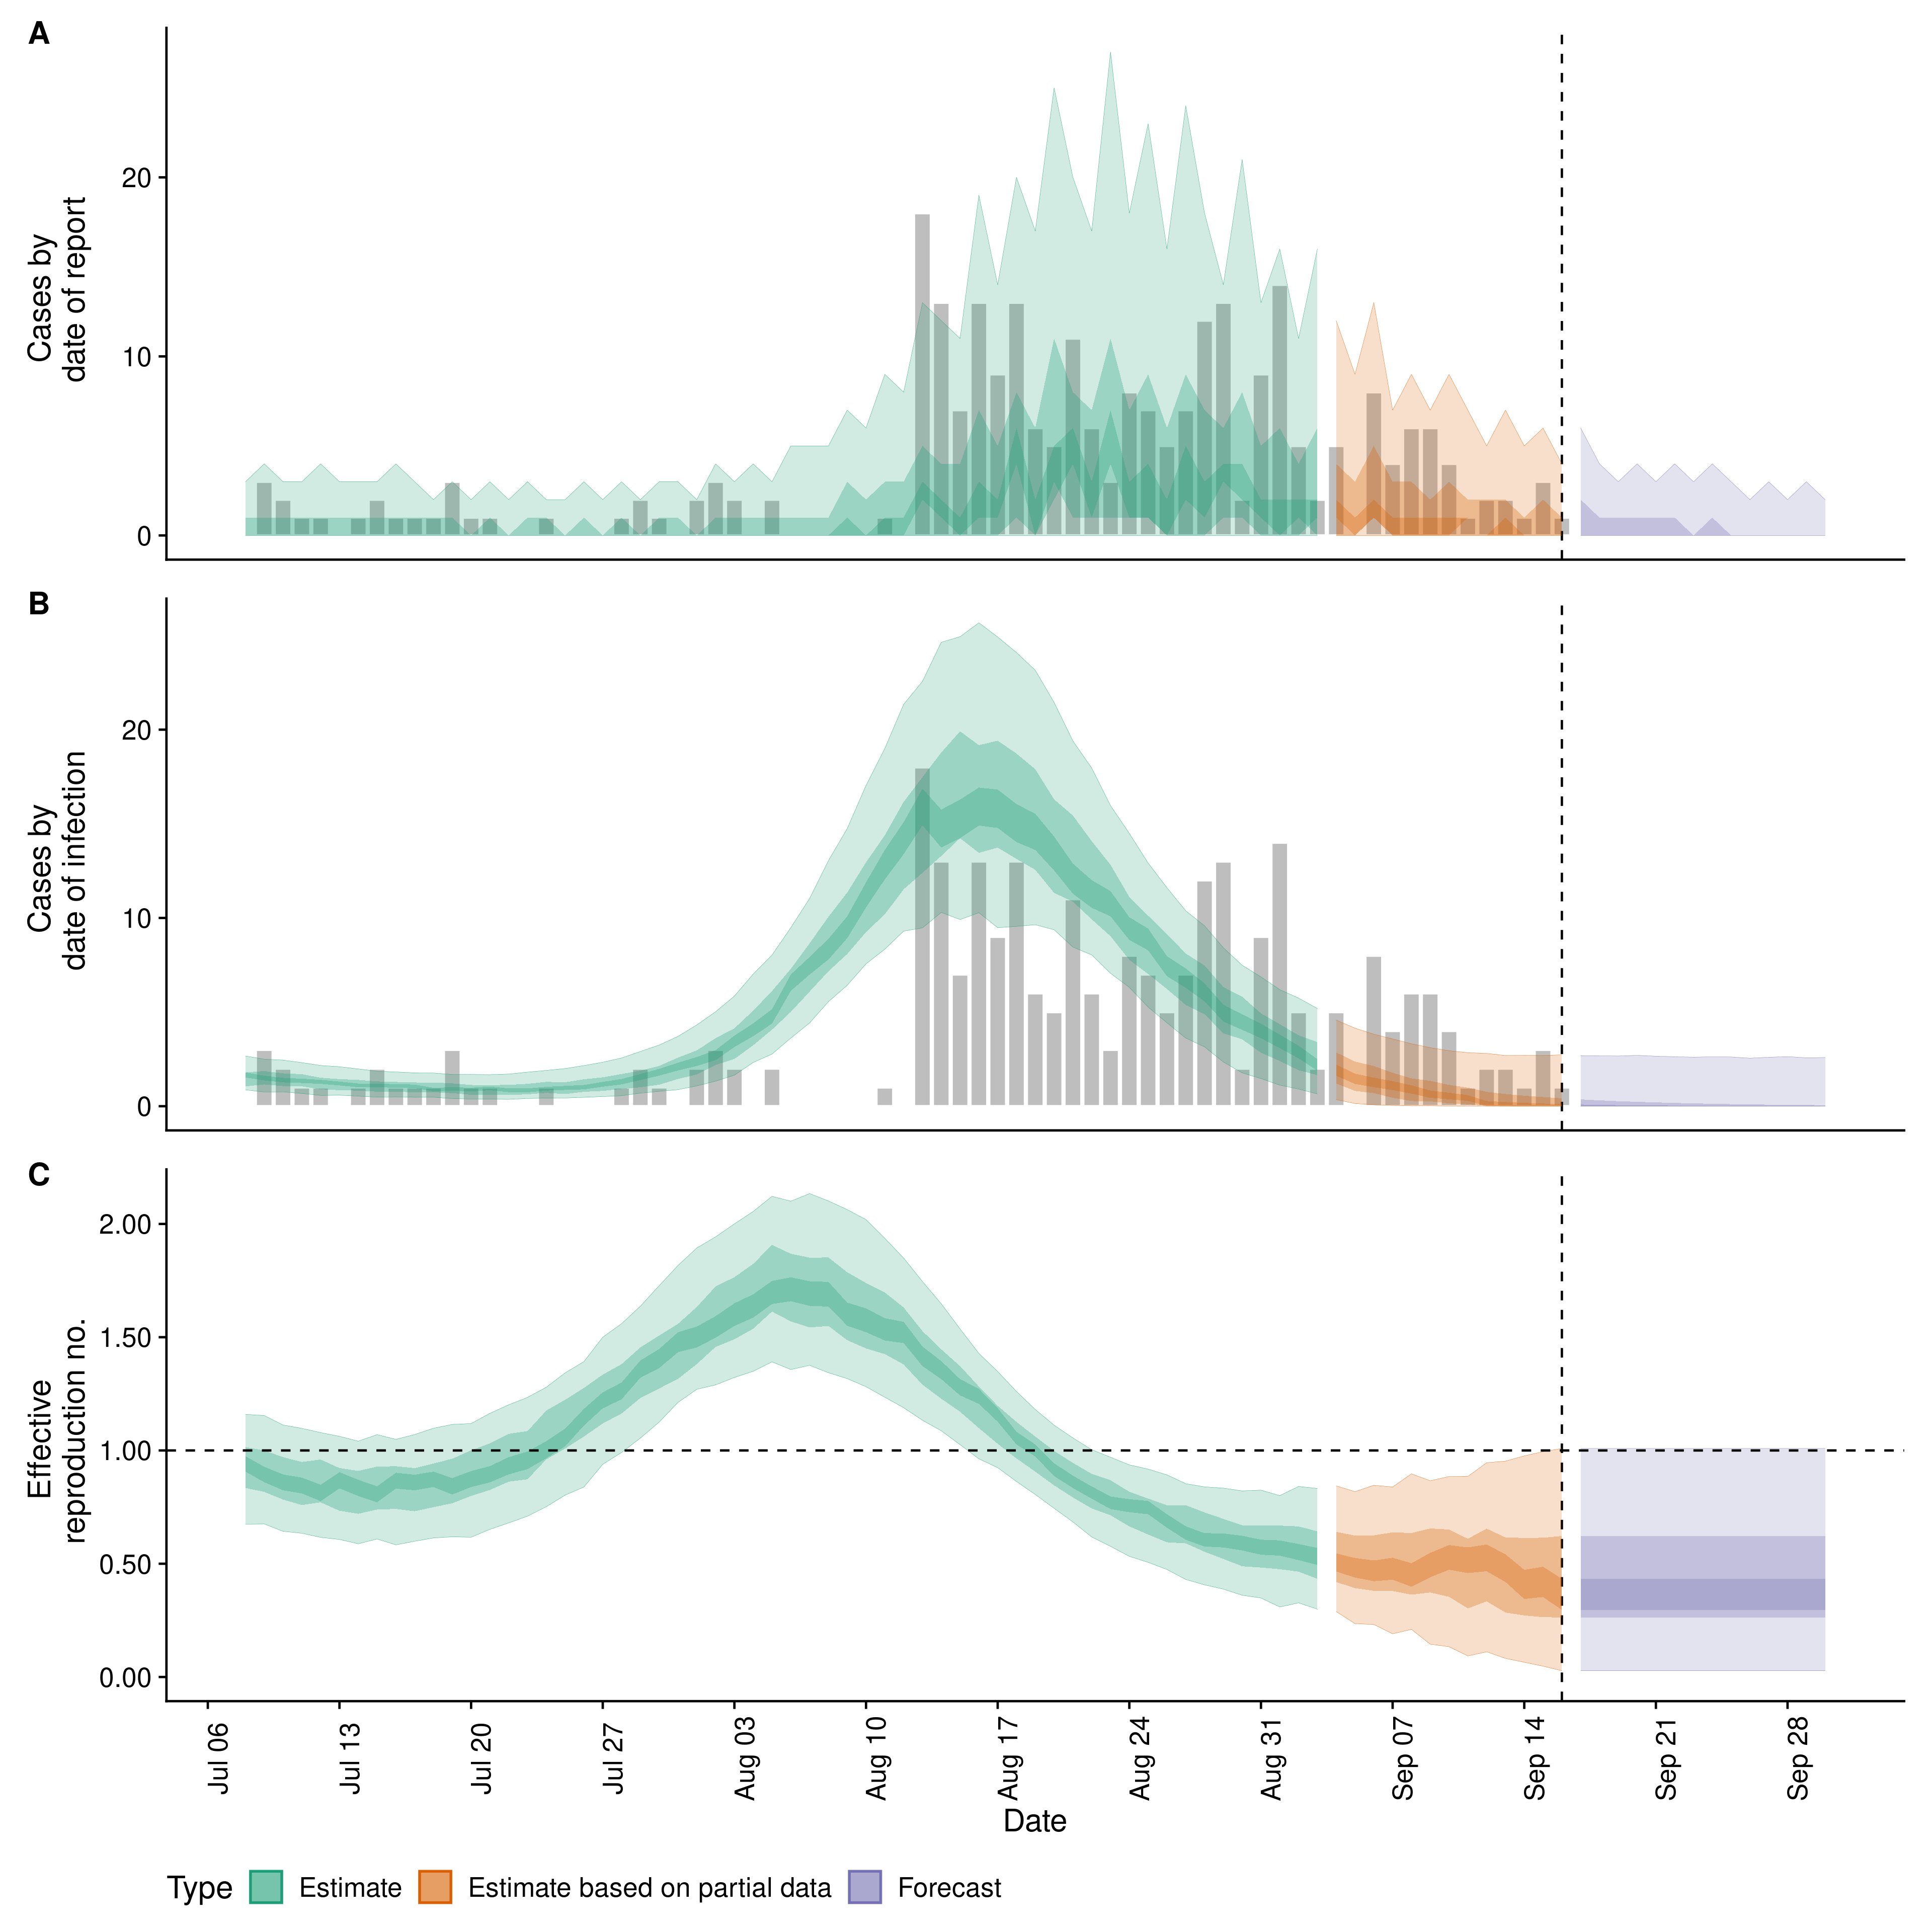 A
Cases by
date of report
20
10
0
B
Cases by
date of infection
20
10
0
C
Effective
reproduction no.
2.00
1.50
1.00
0.50
0.00
Jul 06
Jul 13
Jul 20
Jul 27
Aug 03
Aug 10
Aug 17
Aug 24
Aug 31
Sep 07
Sep 14
Sep 21
Sep 28
Date
Type Estimate Estimate based on partial data Forecast